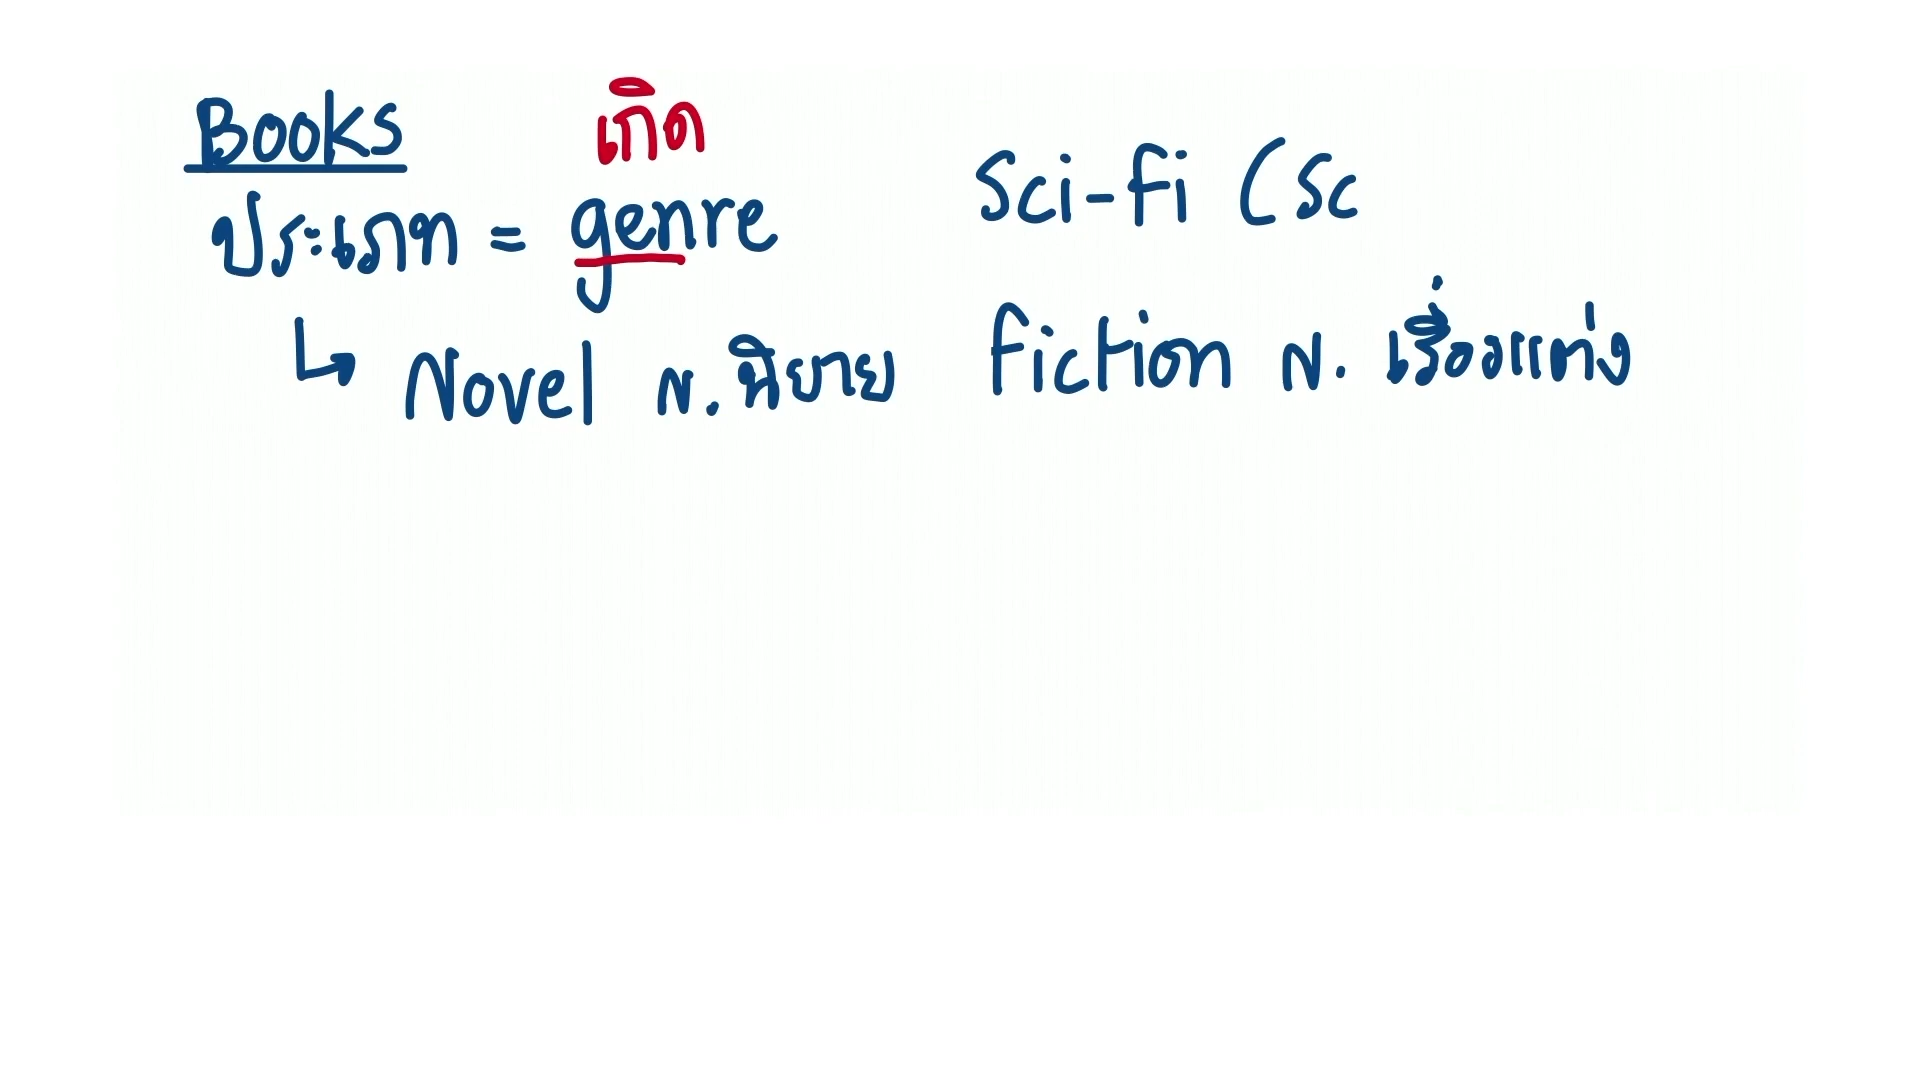 Books
เกิด
ประเภท = genre
↳ Novel n. นิยาย
Sci-fi (Sc
fiction n. เรื่องแต่ง